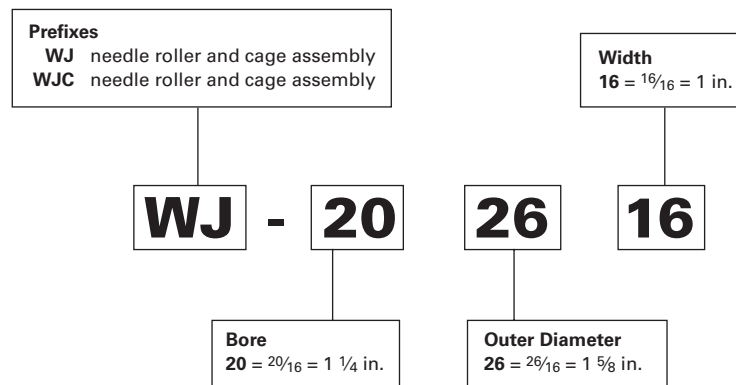 Prefixes
WJ needle roller and cage assembly
WJC needle roller and cage assembly
Width
16 = 16⁄16 = 1 in.
WJ - 20 26 16
Bore
20 = 20⁄16 = 1 1⁄4 in.
Outer Diameter
26 = 26⁄16 = 1 5⁄8 in.